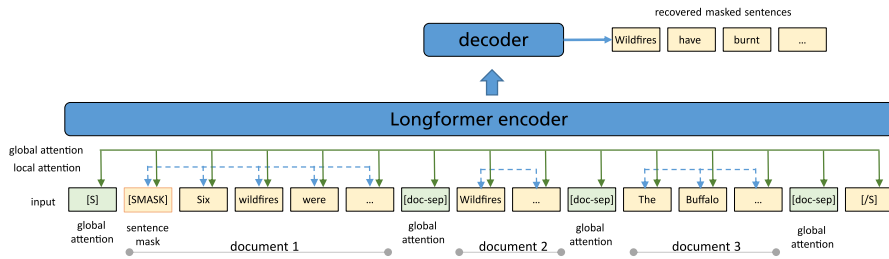 recovered masked sentences
decoder
Wildfires have burnt ...
Longformer encoder
global attention
local attention
input [S] [SMASK] Six wildfires were ... [doc-sep] Wildfires ... [doc-sep] The Buffalo ... [doc-sep] [/S]
global attention
sentence mask
global attention
global attention
global attention
document 1 document 2 document 3